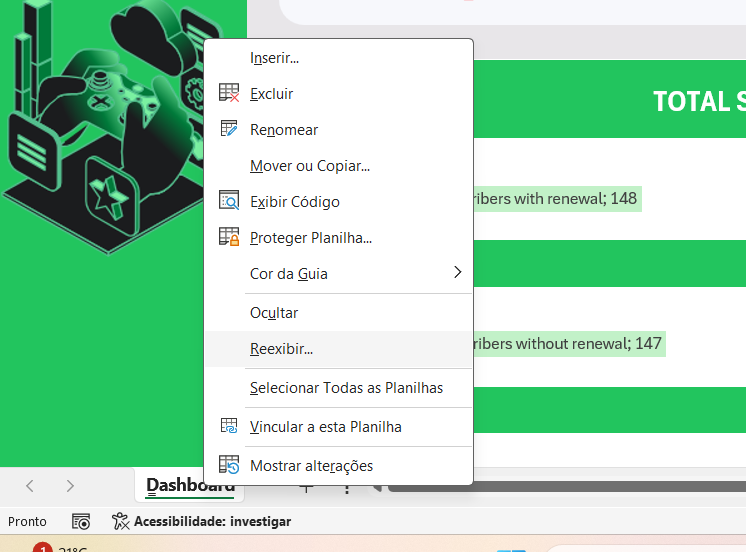 Inserir...
TOTAL S
Excluir
Renomear
Mover ou Copiar...
Exibir Código
ribers with renewal; 148
Proteger Planilha...
Cor da Guia
Ocultar
Reexibir...
ribers without renewal; 147
Selecionar Todas as Planilhas
Vincular a esta Planilha
Mostrar alterações
Dashboard
Pronto
Acessibilidade: investigar
1
21°C